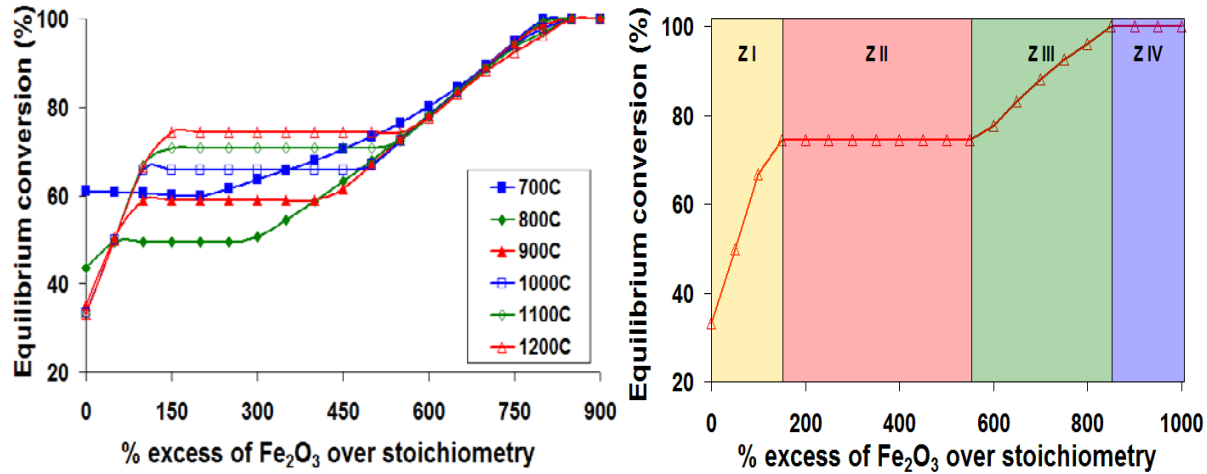 Equilibrium conversion (%)
100
80
60
40
20
0
150
300
450
600
750
900
% excess of Fe₂O₃ over stoichiometry
700C
800C
900C
1000C
1100C
1200C
Equilibrium conversion (%)
100
80
60
40
20
Z I
Z II
Z III
Z IV
0
200
400
600
800
1000
% excess of Fe₂O₃ over stoichiometry